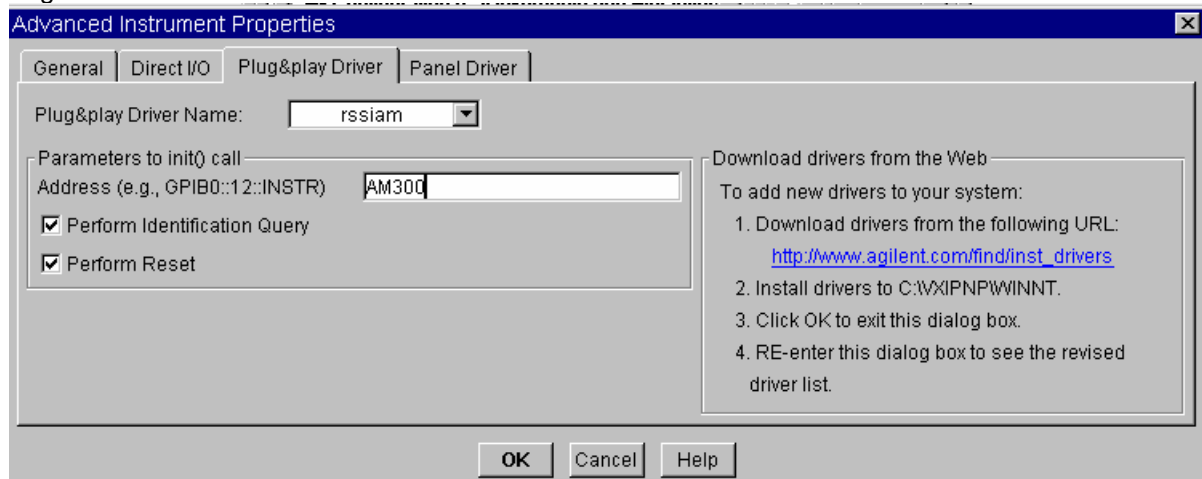 Advanced Instrument Properties
General Direct I/O Plug&play Driver Panel Driver
Plug&play Driver Name: rssiam
Parameters to init() call
Address (e.g., GPIB0::12::INSTR) AM300
Perform Identification Query
Perform Reset
Download drivers from the Web
To add new drivers to your system:
1. Download drivers from the following URL:
http://www.agilent.com/find/inst_drivers
2. Install drivers to C:\VXIPNP\WINNT.
3. Click OK to exit this dialog box.
4. RE-enter this dialog box to see the revised
driver list.
OK Cancel Help